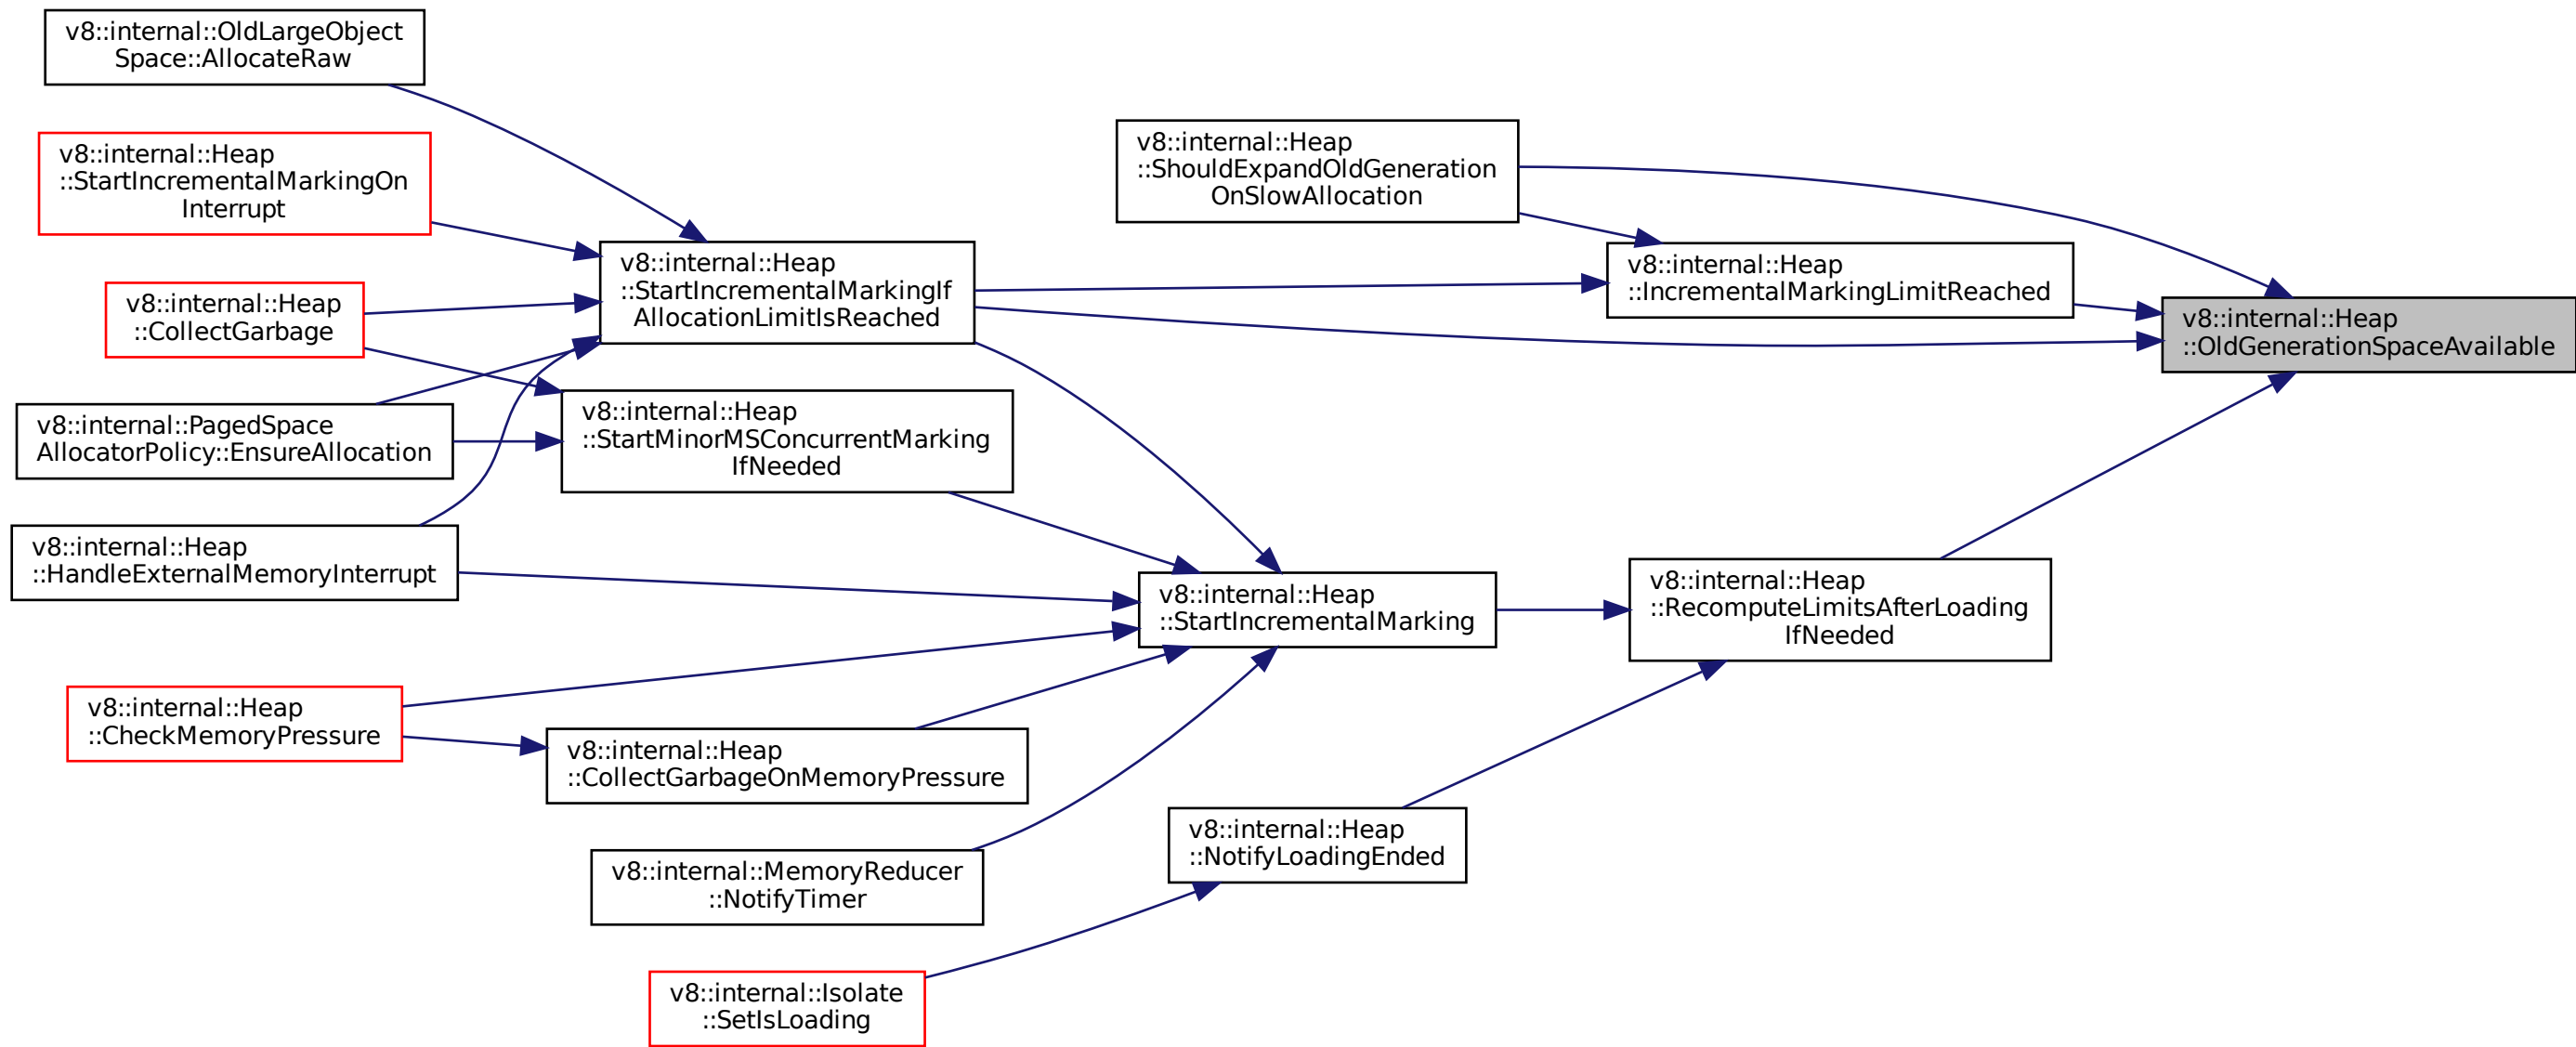 v8::internal::OldLargeObject
Space::AllocateRaw
v8::internal::Heap
::StartIncrementalMarkingOn
Interrupt
v8::internal::Heap
::CollectGarbage
v8::internal::PagedSpace
AllocatorPolicy::EnsureAllocation
v8::internal::Heap
::HandleExternalMemoryInterrupt
v8::internal::Heap
::CheckMemoryPressure
v8::internal::Heap
::StartIncrementalMarkingIf
AllocationLimitIsReached
v8::internal::Heap
::StartMinorMSConcurrentMarking
IfNeeded
v8::internal::Heap
::CollectGarbageOnMemoryPressure
v8::internal::MemoryReducer
::NotifyTimer
v8::internal::Isolate
::SetIsLoading
v8::internal::Heap
::ShouldExpandOldGeneration
OnSlowAllocation
v8::internal::Heap
::StartIncrementalMarking
v8::internal::Heap
::NotifyLoadingEnded
v8::internal::Heap
::IncrementalMarkingLimitReached
v8::internal::Heap
::RecomputeLimitsAfterLoading
IfNeeded
v8::internal::Heap
::OldGenerationSpaceAvailable